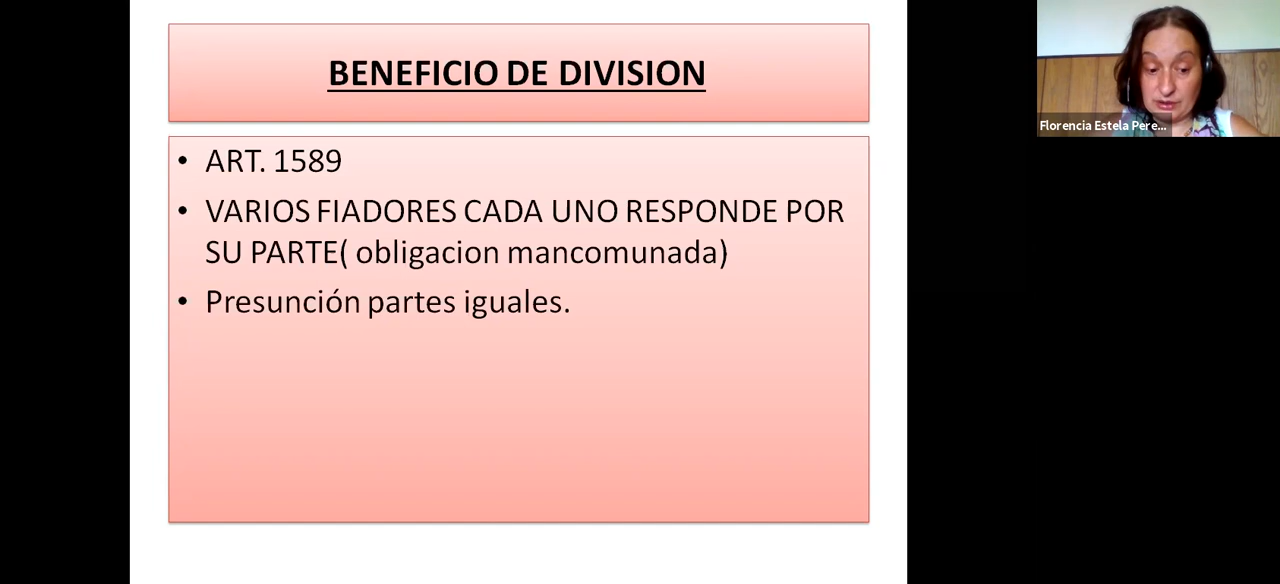 BENEFICIO DE DIVISION
• ART. 1589
• VARIOS FIADORES CADA UNO RESPONDE POR
SU PARTE( obligacion mancomunada)
• Presunción partes iguales.
Florencia Estela Pere...